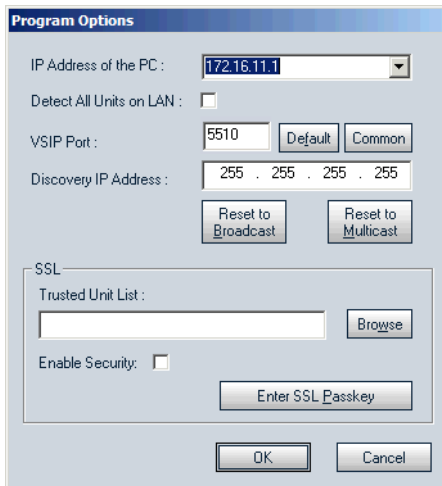 Program Options
IP Address of the PC : 172.16.11.1
Detect All Units on LAN :
VSIP Port : 5510 Default Common
Discovery IP Address : 255 . 255 . 255 . 255
Reset to Broadcast Reset to Multicast
SSL
Trusted Unit List :
Browse
Enable Security:
Enter SSL Passkey
OK Cancel